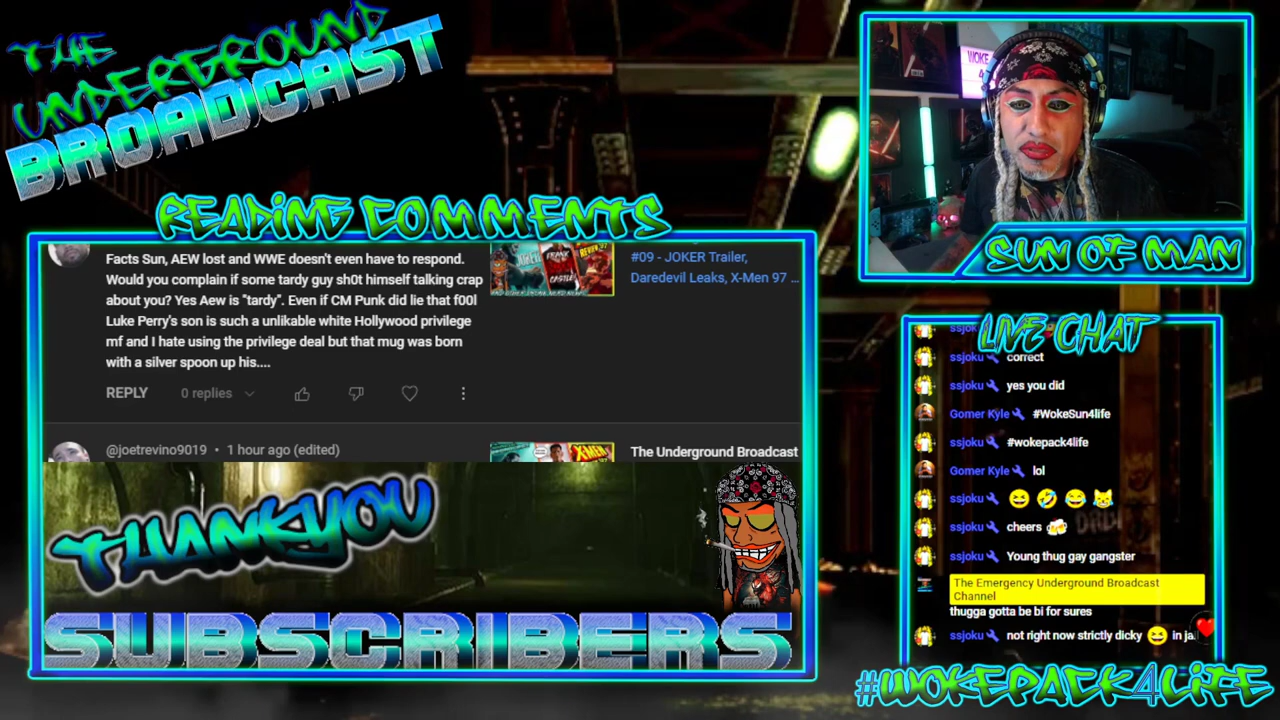 THE
UNDERGROUND
BROADCAST
WOKE
SUN OF MAN
READING COMMENTS
Facts Sun, AEW lost and WWE doesn't even have to respond.
Would you complain if some tardy guy sh0t himself talking crap
about you? Yes Aew is "tardy". Even if CM Punk did lie that f00l
Luke Perry's son is such a unlikable white Hollywood privilege
mf and I hate using the privilege deal but that mug was born
with a silver spoon up his....
REPLY 0 replies
#09 - JOKER Trailer,
Daredevil Leaks, X-Men 97 ...
@joetrevino9019 • 1 hour ago (edited)
The Underground Broadcast
THANKYOU
SUBSCRIBERS
LIVE CHAT
ssjoku
ssjoku correct
ssjoku yes you did
Gomer Kyle #WokeSun4life
ssjoku #wokepack4life
Gomer Kyle lol
ssjoku 😆 🤣 😂 😹
ssjoku cheers 🍻
ssjoku Young thug gay gangster
The Emergency Underground Broadcast
Channel
thugga gotta be bi for sures
ssjoku not right now strictly dicky 😆 in
#WOKEPACK4LIFE